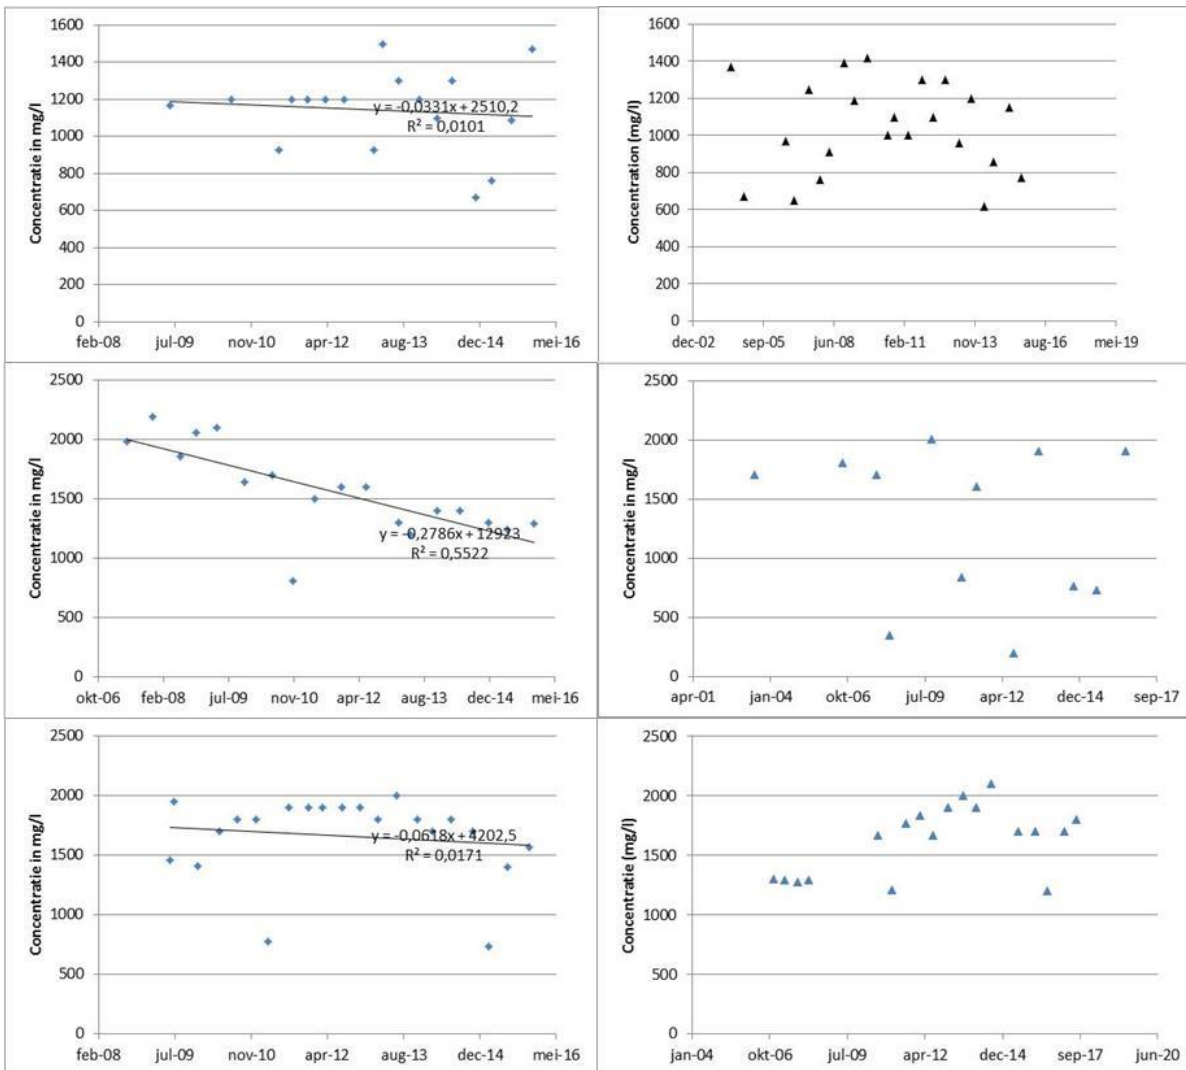 Concentratie in mg/l
1600
1400
1200
1000
800
600
400
200
0
y = -0,0331x + 2510,2
R² = 0,0101
feb-08 jul-09 nov-10 apr-12 aug-13 dec-14 mei-16
Concentration (mg/l)
1600
1400
1200
1000
800
600
400
200
0
dec-02 sep-05 jun-08 feb-11 nov-13 aug-16 mei-19
Concentratie in mg/l
2500
2000
1500
1000
500
0
y = -0,2786x + 12923
R² = 0,5522
okt-06 feb-08 jul-09 nov-10 apr-12 aug-13 dec-14 mei-16
Concentratie in mg/l
2500
2000
1500
1000
500
0
apr-01 jan-04 okt-06 jul-09 apr-12 dec-14 sep-17
Concentratie in mg/l
2500
2000
1500
1000
500
0
y = -0,0618x + 4202,5
R² = 0,0171
feb-08 jul-09 nov-10 apr-12 aug-13 dec-14 mei-16
Concentratie (mg/l)
2500
2000
1500
1000
500
0
jan-04 okt-06 jul-09 apr-12 dec-14 sep-17 jun-20